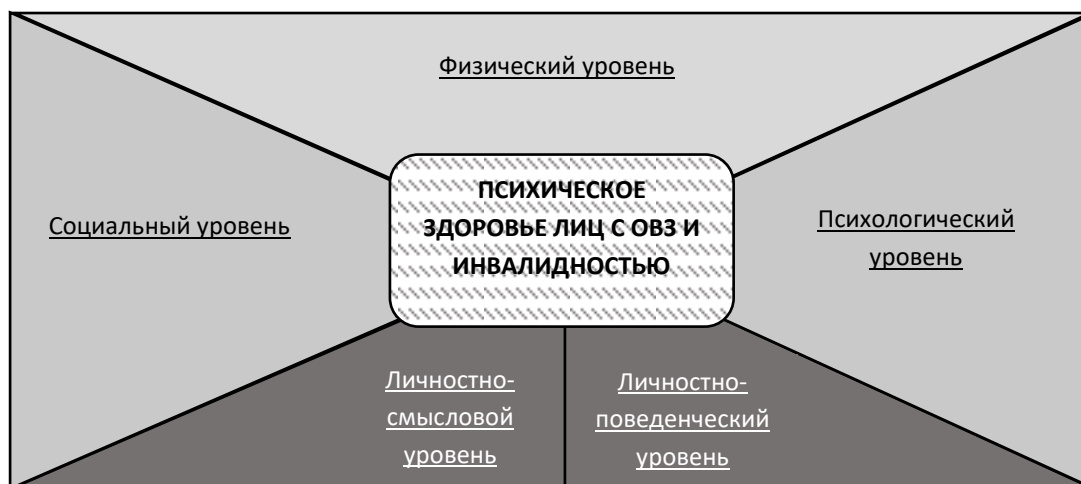 Физический уровень
ПСИХИЧЕСКОЕ
ЗДОРОВЬЕ ЛИЦ С ОВЗ И
ИНВАЛИДНОСТЬЮ
Социальный уровень
Психологический
уровень
Личностно-
смысловой
уровень
Личностно-
поведенческий
уровень